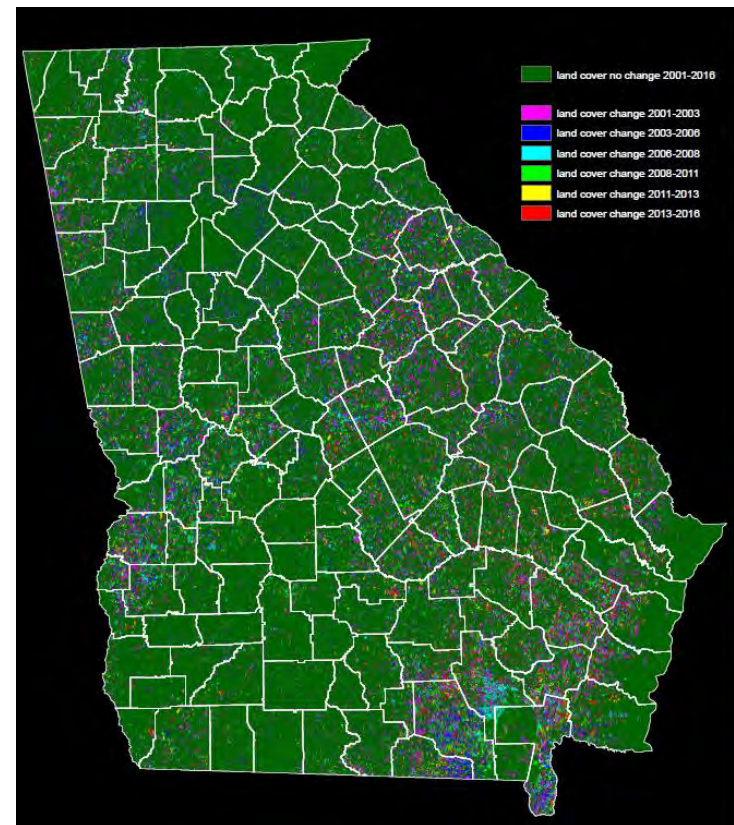 land cover no change 2001-2016
land cover change 2001-2003
land cover change 2003-2006
land cover change 2006-2008
land cover change 2008-2011
land cover change 2011-2013
land cover change 2013-2016